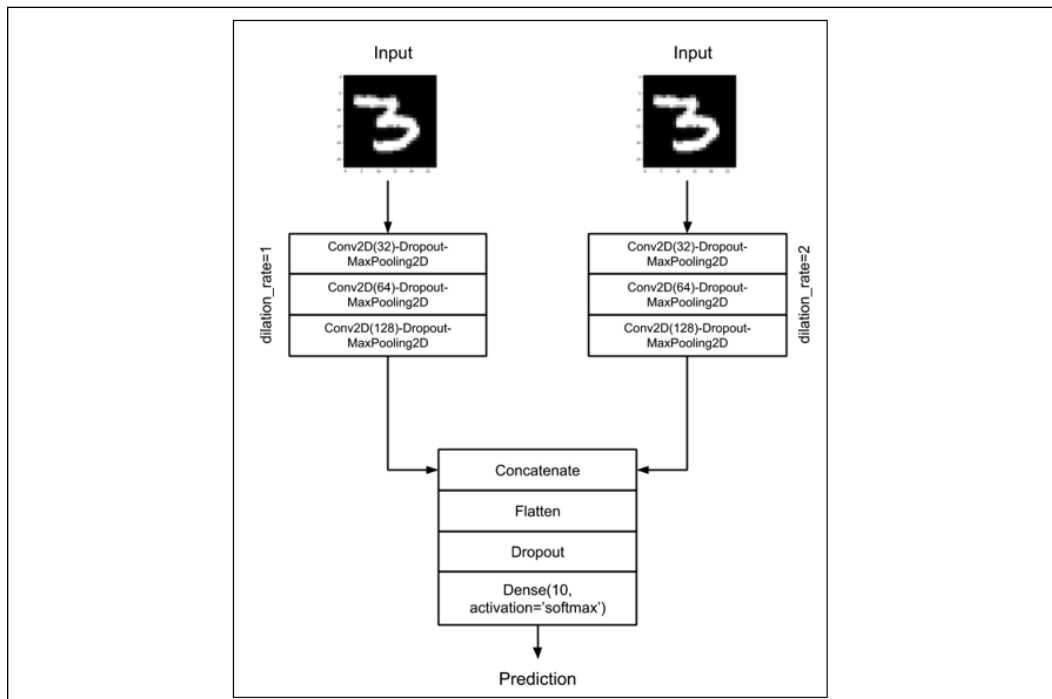 Input
Input
dilation_rate=1
Conv2D(32)-Dropout-
MaxPooling2D
Conv2D(64)-Dropout-
MaxPooling2D
Conv2D(128)-Dropout-
MaxPooling2D
Conv2D(32)-Dropout-
MaxPooling2D
Conv2D(64)-Dropout-
MaxPooling2D
Conv2D(128)-Dropout-
MaxPooling2D
dilation_rate=2
Concatenate
Flatten
Dropout
Dense(10,
activation='softmax')
Prediction